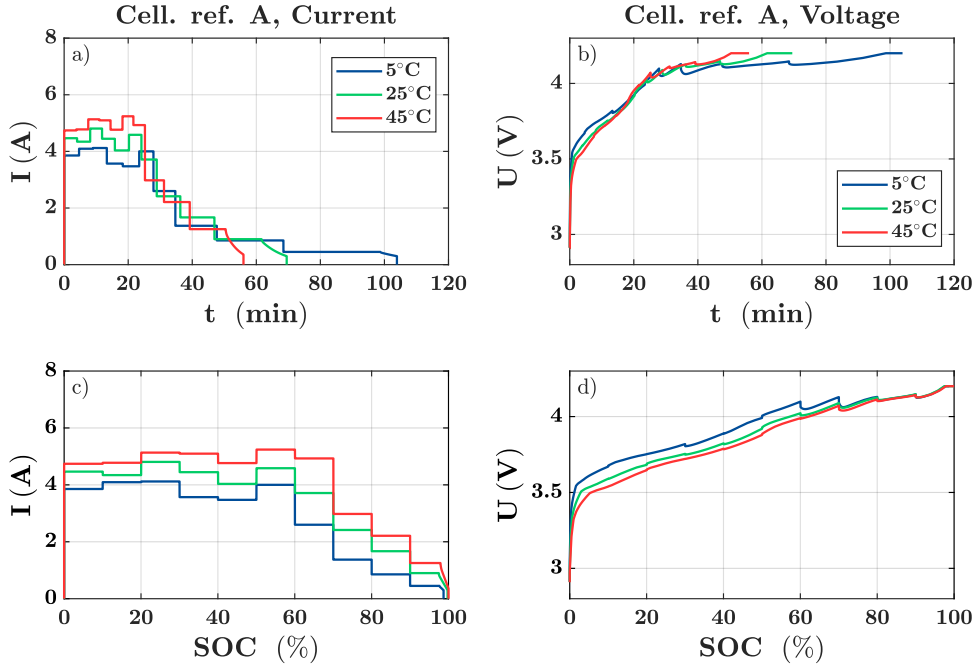 Cell. ref. A, Current
a)
5°C
25°C
45°C
I (A)
8
6
4
2
0
0 20 40 60 80 100 120
t (min)
Cell. ref. A, Voltage
b)
5°C
25°C
45°C
U (V)
4
3.5
3
0 20 40 60 80 100 120
t (min)
c)
I (A)
8
6
4
2
0
0 20 40 60 80 100
SOC (%)
d)
U (V)
4
3.5
3
0 20 40 60 80 100
SOC (%)